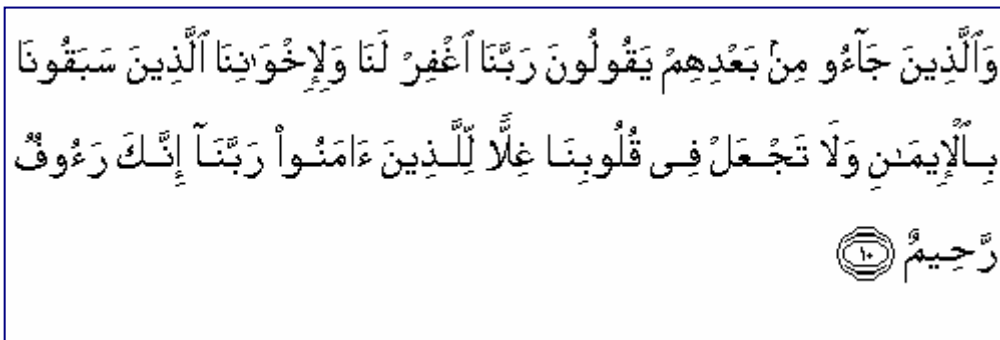 وَٱلَّذِينَ جَآءُو مِنۢ بَعْدِهِمْ يَقُولُونَ رَبَّنَا ٱغْفِرْ لَنَا وَلِإِخْوَٰنِنَا ٱلَّذِينَ سَبَقُونَا
بِٱلْإِيمَـٰنِ وَلَا تَجْعَلْ فِى قُلُوبِنَا غِلًّا لِّلَّذِينَ ءَامَنُوا۟ رَبَّنَآ إِنَّكَ رَءُوفٌ
رَّحِيمٌ ١٠